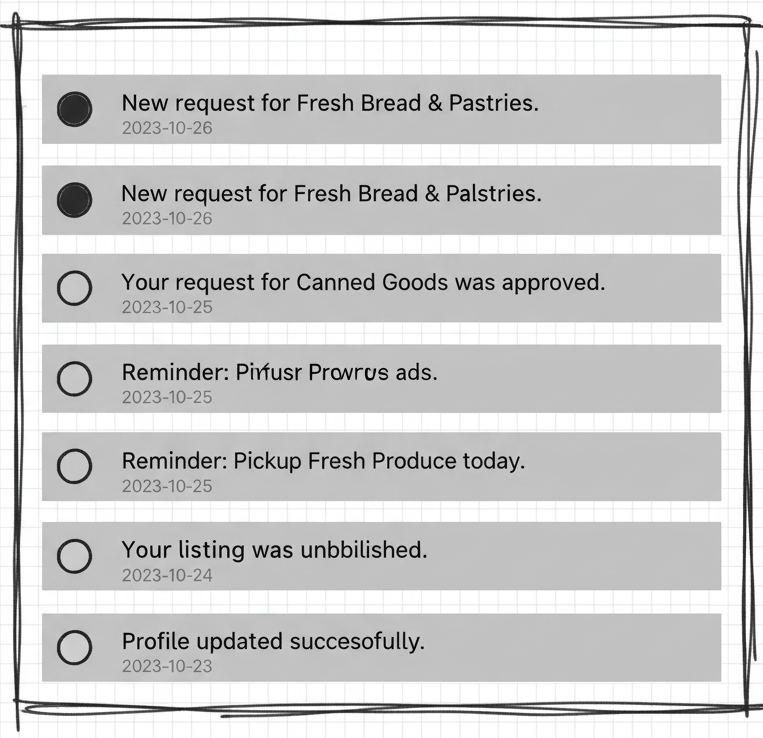 New request for Fresh Bread & Pastries.
2023-10-26
New request for Fresh Bread & Palstries.
2023-10-26
Your request for Canned Goods was approved.
2023-10-25
Reminder: ads.
2023-10-25
Reminder: Pickup Fresh Produce today.
2023-10-25
Your listing was unbbilished.
2023-10-24
Profile updated succesofully.
2023-10-23